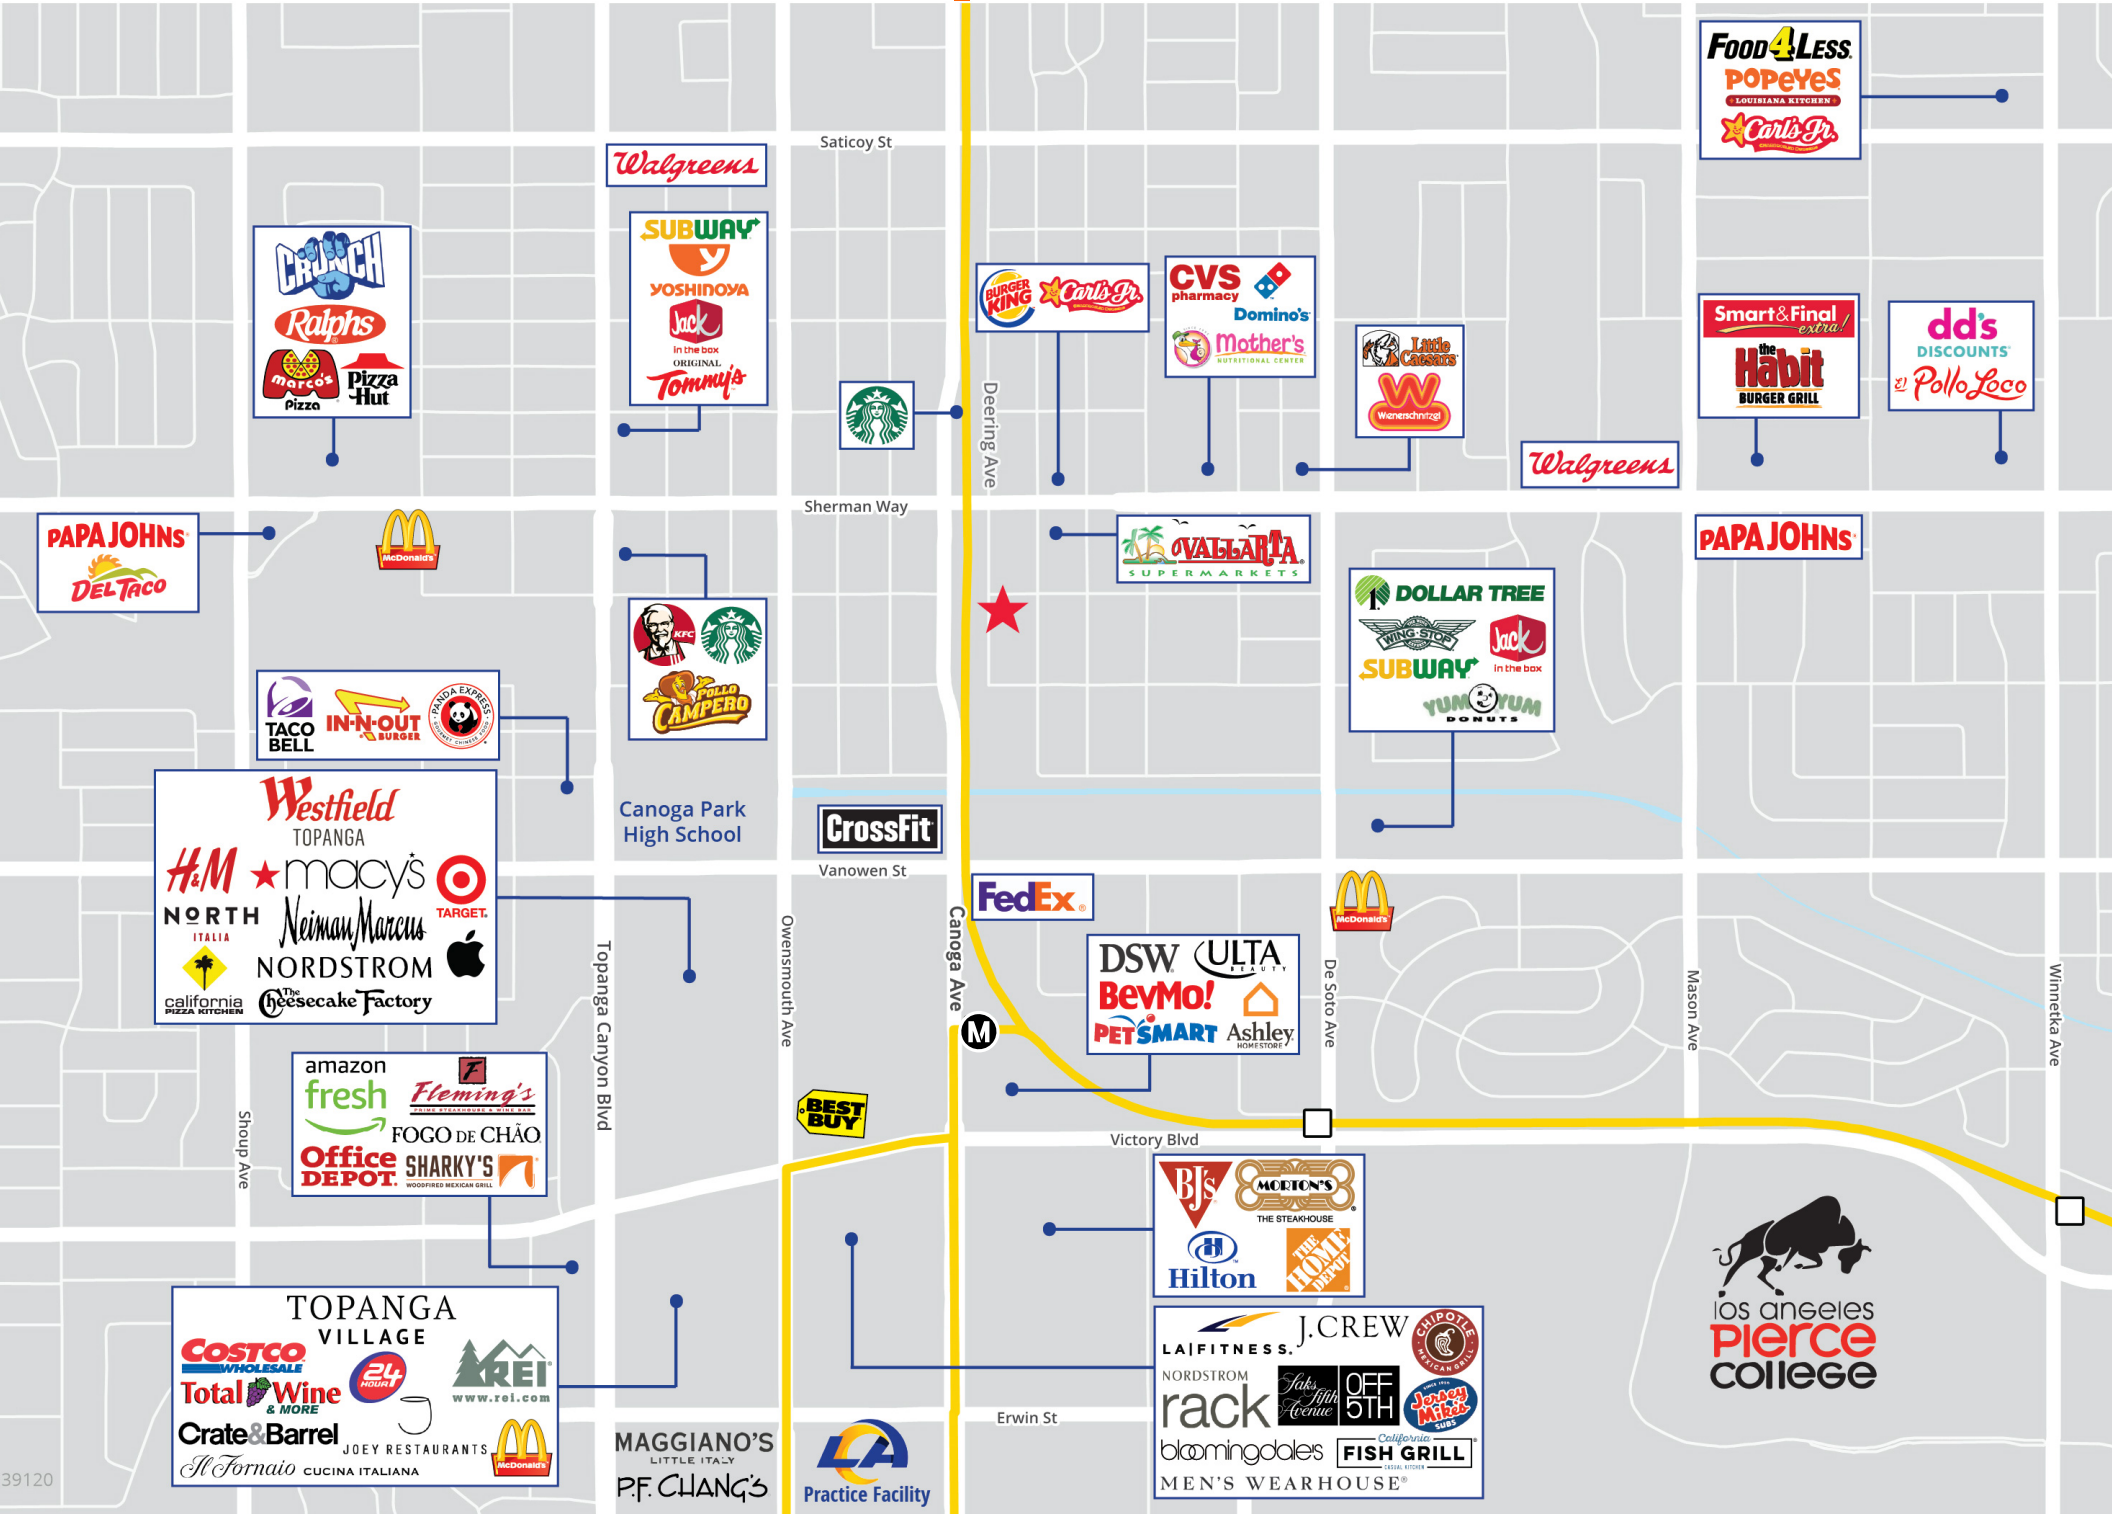 FOOD4LESS.
POPEYES
LOUISIANA KITCHEN
Carl's Jr.
Saticoy St
Walgreens
CRUNCH
Ralphs
marco's
Pizza
Pizza
Hut
SUBWAY
y
YOSHINOYA
Jack
in the box
ORIGINAL
Tommy's
BURGER
KING
Carl's Jr.
CVS
pharmacy
Domino's
Mother's
NUTRITIONAL CENTER
Little
Caesars
W
Wienerschnitzel
Smart&Final
extra!
the
Habit
BURGER GRILL
dd's
DISCOUNTS
El Pollo Loco
Deering Ave
Walgreens
Sherman Way
PAPA JOHNS
DEL TACO
McDonald's
VALLARTA
SUPERMARKETS
PAPA JOHNS
KFC
POLLO
CAMPERO
DOLLAR TREE
WING·STOP
Jack
in the box
SUBWAY
YUM YUM
DONUTS
TACO
BELL
IN-N-OUT
BURGER
PANDA EXPRESS
GOURMET CHINESE FOOD
Westfield
TOPANGA
H&M
macy's
TARGET
NORTH
ITALIA
Neiman Marcus
NORDSTROM
california
PIZZA KITCHEN
The
Cheesecake Factory
Canoga Park
High School
CrossFit
Vanowen St
FedEx
McDonald's
DSW
ULTA
BEAUTY
BevMo!
PETSMART
Ashley
HOMESTORE
Topanga Canyon Blvd
Owensmouth Ave
Canoga Ave
De Soto Ave
Mason Ave
Winnetka Ave
Shoup Ave
M
amazon
fresh
F
Fleming's
PRIME STEAKHOUSE & WINE BAR
FOGO DE CHÃO
Office
DEPOT
SHARKY'S
WOODFIRED MEXICAN GRILL
BEST
BUY
Victory Blvd
BJ's
MORTON'S
THE STEAKHOUSE
Hilton
THE
HOME
DEPOT
los angeles
PIERCE
college
TOPANGA
VILLAGE
COSTCO
WHOLESALE
24
HOUR
REI
www.rei.com
Total Wine
& MORE
Crate&Barrel
JOEY RESTAURANTS
McDonald's
Il Fornaio CUCINA ITALIANA
LA|FITNESS.
J.CREW
CHIPOTLE
MEXICAN GRILL
NORDSTROM
rack
Saks
Fifth
Avenue
OFF
5TH
SINCE 1956
Jersey
Mike's
SUBS
bloomingdale's
California
FISH GRILL
CASUAL KITCHEN
MEN'S WEARHOUSE®
Erwin St
MAGGIANO'S
LITTLE ITALY
P.F. CHANG'S
LA
Practice Facility
39120